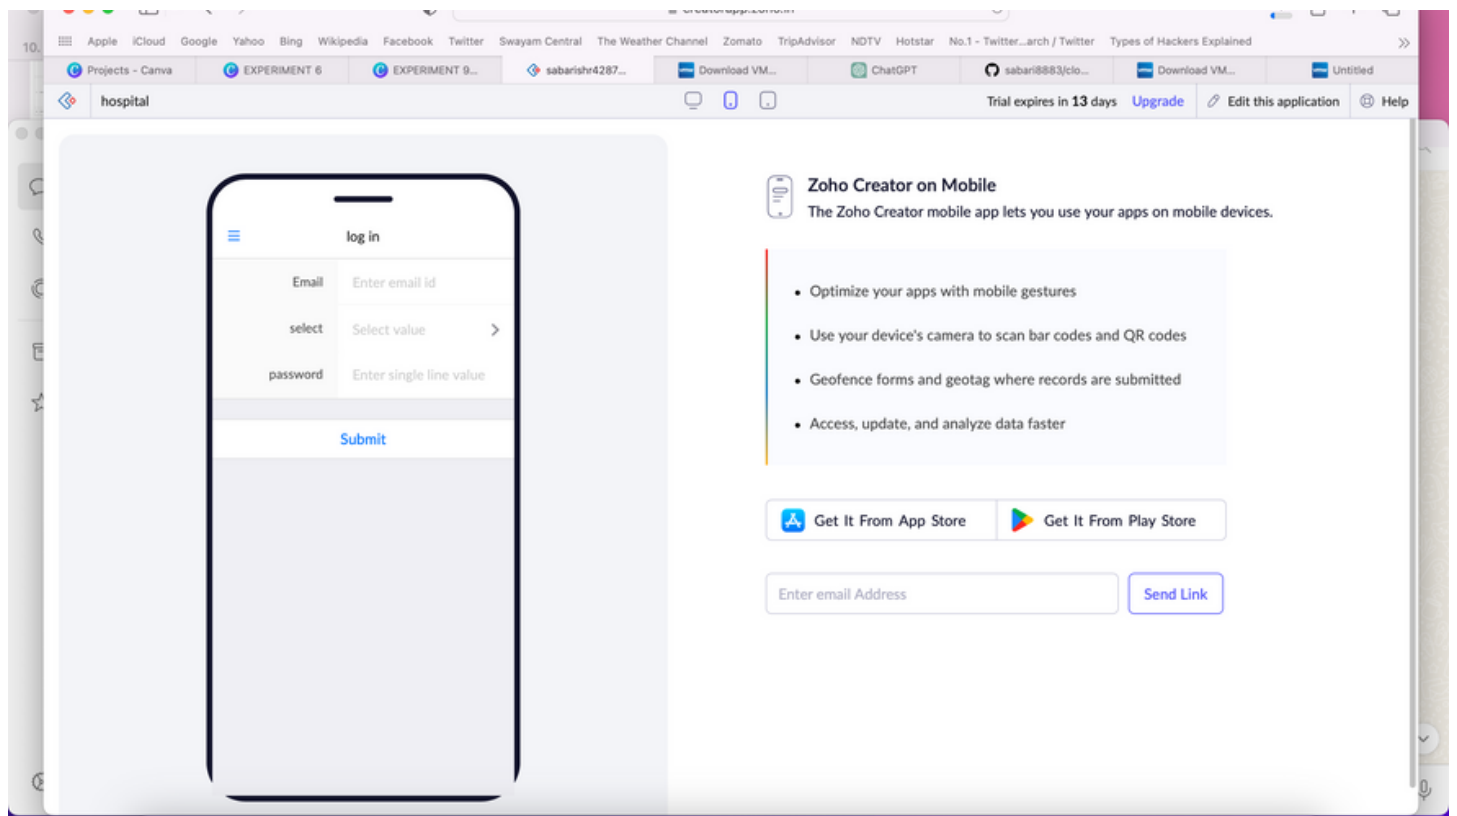 10.
Apple iCloud Google Yahoo Bing Wikipedia Facebook Twitter Swayam Central The Weather Channel Zomato TripAdvisor NDTV Hotstar No.1 - Twitter...arch / Twitter Types of Hackers Explained
Projects - Canva EXPERIMENT 6 EXPERIMENT 9... sabarishr4287... Download VM... ChatGPT sabari8883/clo... Download VM... Untitled
hospital Trial expires in 13 days Upgrade Edit this application Help
log in
Email Enter email id
select Select value
password Enter single line value
Submit
Zoho Creator on Mobile
The Zoho Creator mobile app lets you use your apps on mobile devices.
• Optimize your apps with mobile gestures
• Use your device's camera to scan bar codes and QR codes
• Geofence forms and geotag where records are submitted
• Access, update, and analyze data faster
Get It From App Store Get It From Play Store
Enter email Address Send Link